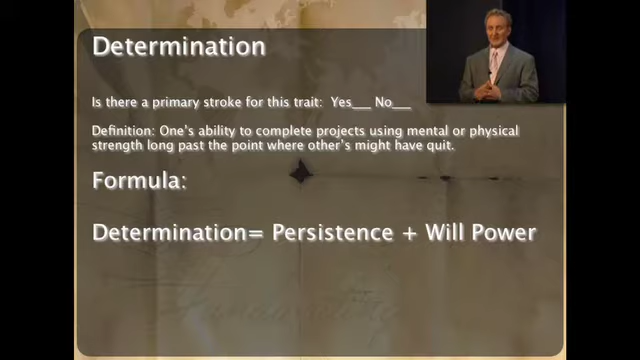 Determination
Is there a primary stroke for this trait: Yes___ No___
Definition: One's ability to complete projects using mental or physical
strength long past the point where other's might have quit.
Formula:
Determination= Persistence + Will Power